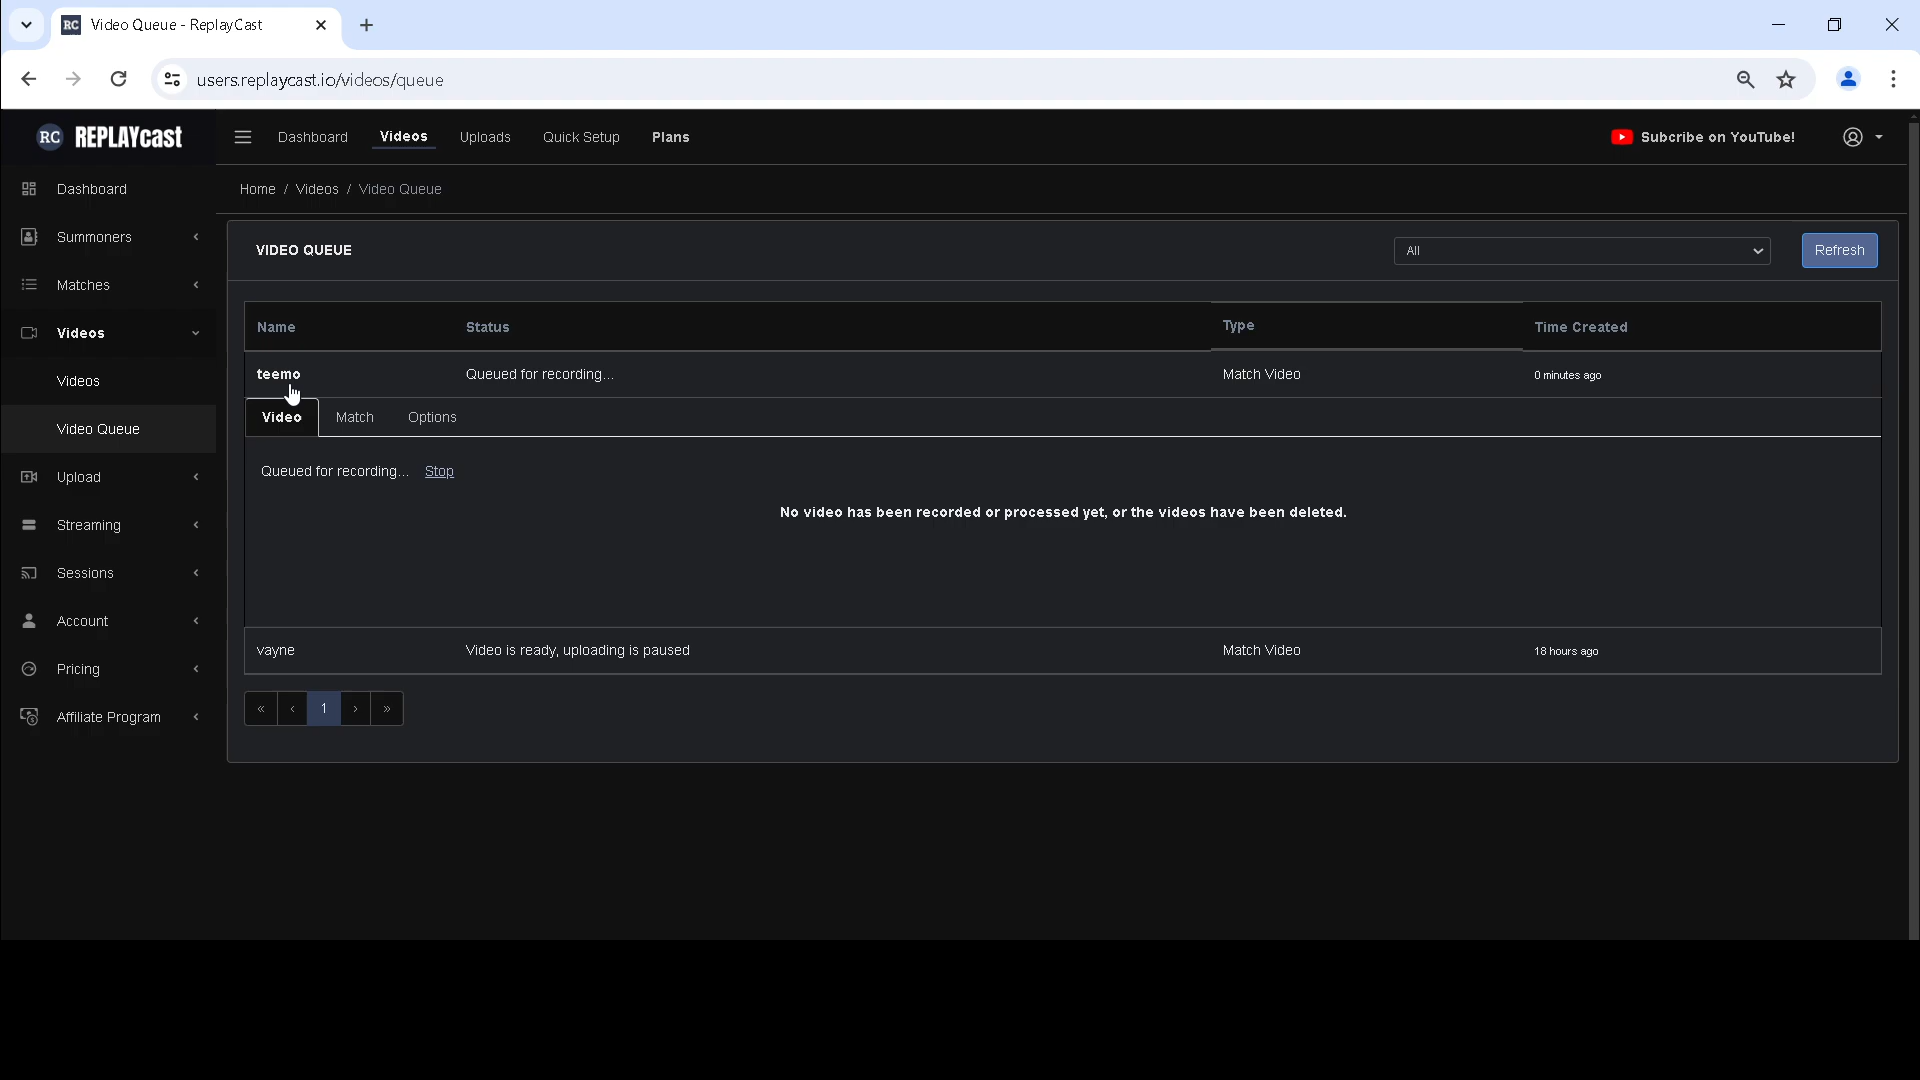 RC Video Queue - ReplayCast
users.replaycast.io/videos/queue
RC REPLAYcast Dashboard Videos Uploads Quick Setup Plans Subcribe on YouTube!
Home / Videos / Video Queue
Dashboard
Summoners
Matches
Videos
Videos
Video Queue
Upload
Streaming
Sessions
Account
Pricing
Affiliate Program
VIDEO QUEUE All Refresh
Name Status Type Time Created
teemo Queued for recording... Match Video 0 minutes ago
Video Match Options
Queued for recording... Stop
No video has been recorded or processed yet, or the videos have been deleted.
vayne Video is ready, uploading is paused Match Video 18 hours ago
« ‹ 1 › »